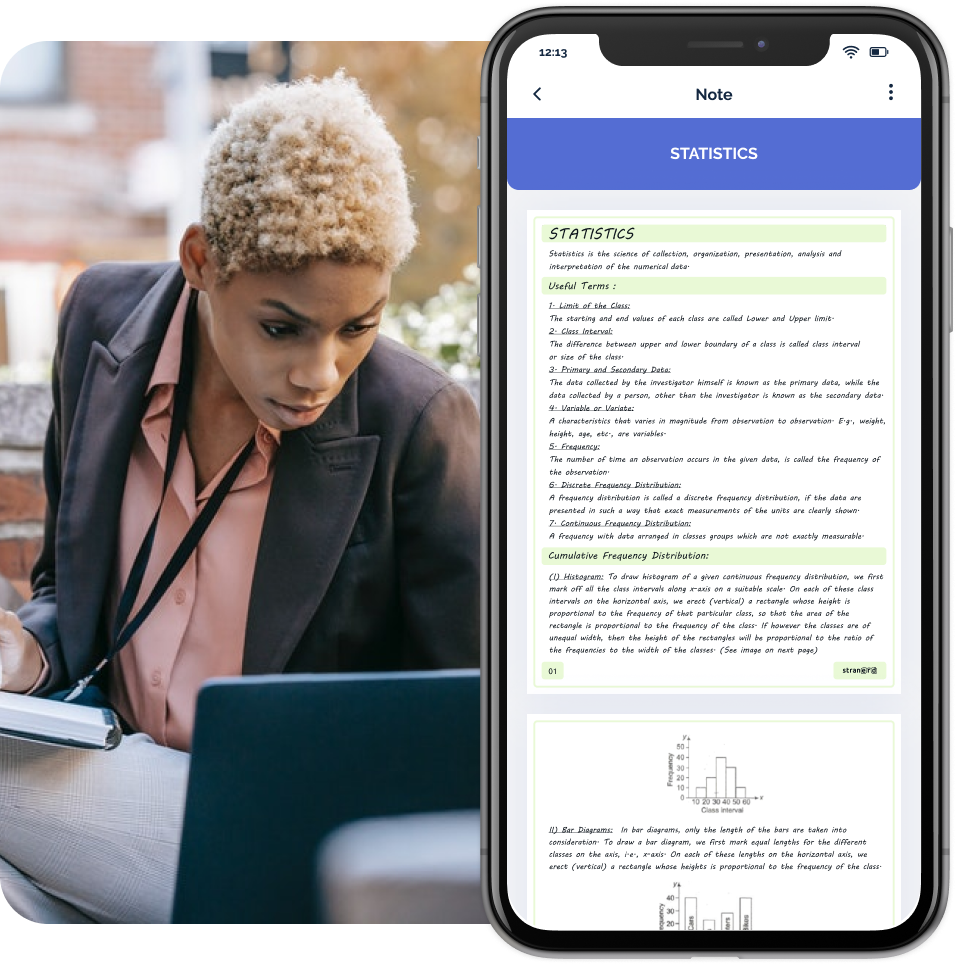 12:13
Note
STATISTICS
STATISTICS
Statistics is the science of collection, organization, presentation, analysis and
interpretation of the numerical data.
Useful Terms :
1. Limit of the Class:
The starting and end values of each class are called Lower and Upper limit.
2. Class Interval:
The difference between upper and lower boundary of a class is called class interval
or size of the class.
3. Primary and Secondary Data:
The data collected by the investigator himself is known as the primary data, while the
data collected by a person, other than the investigator is known as the secondary data.
4. Variable or Variate:
A characteristics that varies in magnitude from observation to observation. E.g., weight,
height, age, etc., are variables.
5. Frequency:
The number of time an observation occurs in the given data, is called the frequency of
the observation.
6. Discrete Frequency Distribution:
A frequency distribution is called a discrete frequency distribution, if the data are
presented in such a way that exact measurements of the units are clearly shown.
7. Continuous Frequency Distribution:
A frequency with data arranged in classes groups which are not exactly measurable.
Cumulative Frequency Distribution:
(I) Histogram: To draw histogram of a given continuous frequency distribution, we first
mark off all the class intervals along x-axis on a suitable scale. On each of these class
intervals on the horizontal axis, we erect (vertical) a rectangle whose height is
proportional to the frequency of that particular class, so that the area of the
rectangle is proportional to the frequency of the class. If however the classes are of
unequal width, then the height of the rectangles will be proportional to the ratio of
the frequencies to the width of the classes. (See image on next page)
01
y
50
40
30
20
10
0
Frequency
10 20 30 40 50 60 x
Class interval
II) Bar Diagrams: In bar diagrams, only the length of the bars are taken into
consideration. To draw a bar diagram, we first mark equal lengths for the different
classes on the axis, i.e., x-axis. On each of these lengths on the horizontal axis, we
erect (vertical) a rectangle whose heights is proportional to the frequency of the class.
y
40
30
20
Cars